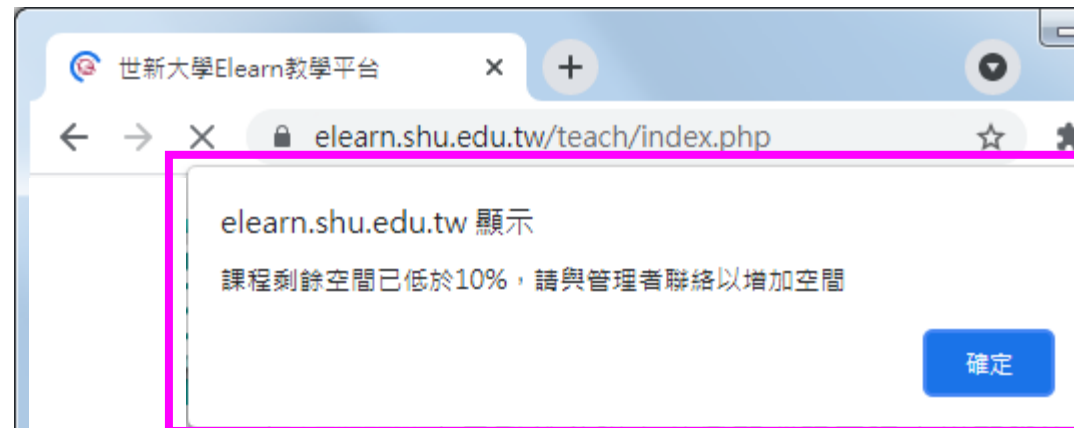 世新大學Elearn教學平台
elearn.shu.edu.tw/teach/index.php
elearn.shu.edu.tw 顯示
課程剩餘空間已低於10%，請與管理者聯絡以增加空間
確定